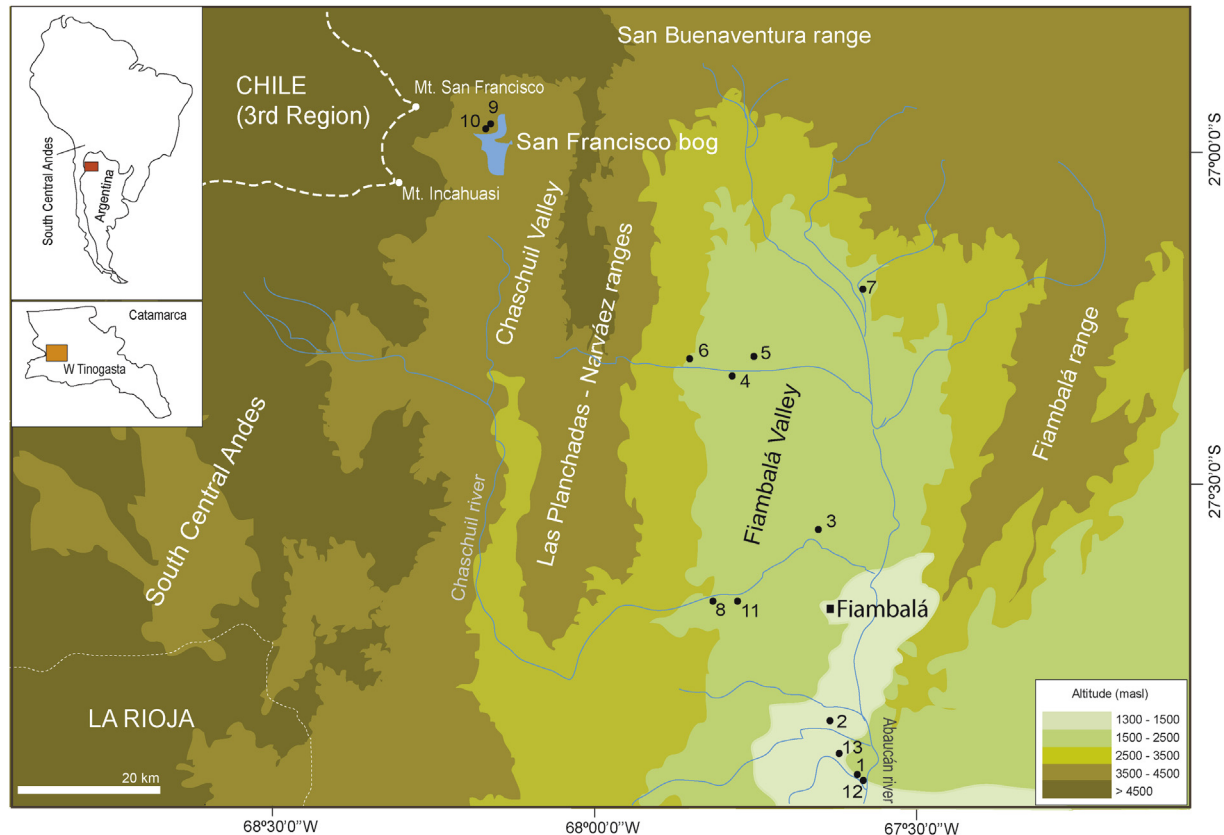 San Buenaventura range
CHILE
(3rd Region)
Mt. San Francisco
9
10
San Francisco bog
Mt. Incahuasi
South Central Andes
Argentina
Catamarca
W Tinogasta
Chaschuil Valley
Las Planchadas - Narváez ranges
Chaschuil river
South Central Andes
7
6
5
4
Fiambalá Valley
Fiambalá range
3
8
11
Fiambalá
2
13
1
12
Abaucán river
LA RIOJA
20 km
Altitude (masl)
1300 - 1500
1500 - 2500
2500 - 3500
3500 - 4500
> 4500
27º00'0''S
27º30'0''S
68º30'0''W
68º00'0''W
67º30'0''W